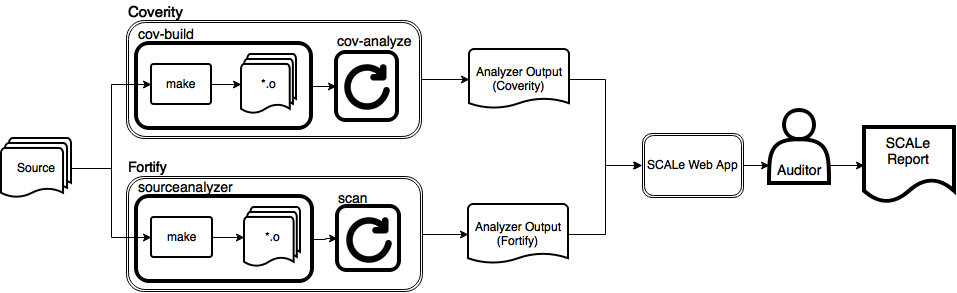 Coverity
cov-build
cov-analyze
make
*.o
Analyzer Output
(Coverity)
Source
Fortify
sourceanalyzer
scan
make
*.o
Analyzer Output
(Fortify)
SCALe Web App
Auditor
SCALe
Report